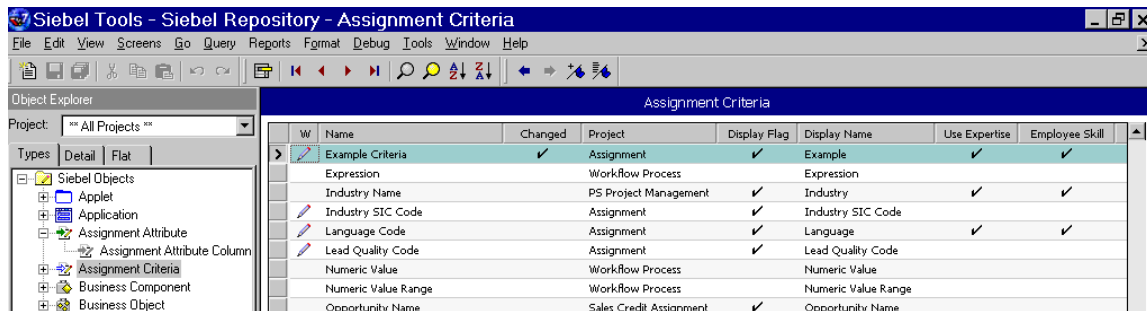 Siebel Tools - Siebel Repository - Assignment Criteria
File Edit View Screens Go Query Reports Format Debug Tools Window Help
Object Explorer
Assignment Criteria
Project: ** All Projects **
Types Detail Flat
W Name Changed Project Display Flag Display Name Use Expertise Employee Skill
Example Criteria ✓ Assignment ✓ Example ✓ ✓
Siebel Objects
Expression Workflow Process Expression
Applet
Industry Name PS Project Management ✓ Industry ✓ ✓
Application
Industry SIC Code Assignment ✓ Industry SIC Code
Assignment Attribute
Language Code Assignment ✓ Language ✓ ✓
Assignment Attribute Column
Lead Quality Code Assignment ✓ Lead Quality Code
Assignment Criteria
Numeric Value Workflow Process Numeric Value
Business Component
Numeric Value Range Workflow Process Numeric Value Range
Business Object
Opportunity Name Sales Credit Assignment ✓ Opportunity Name